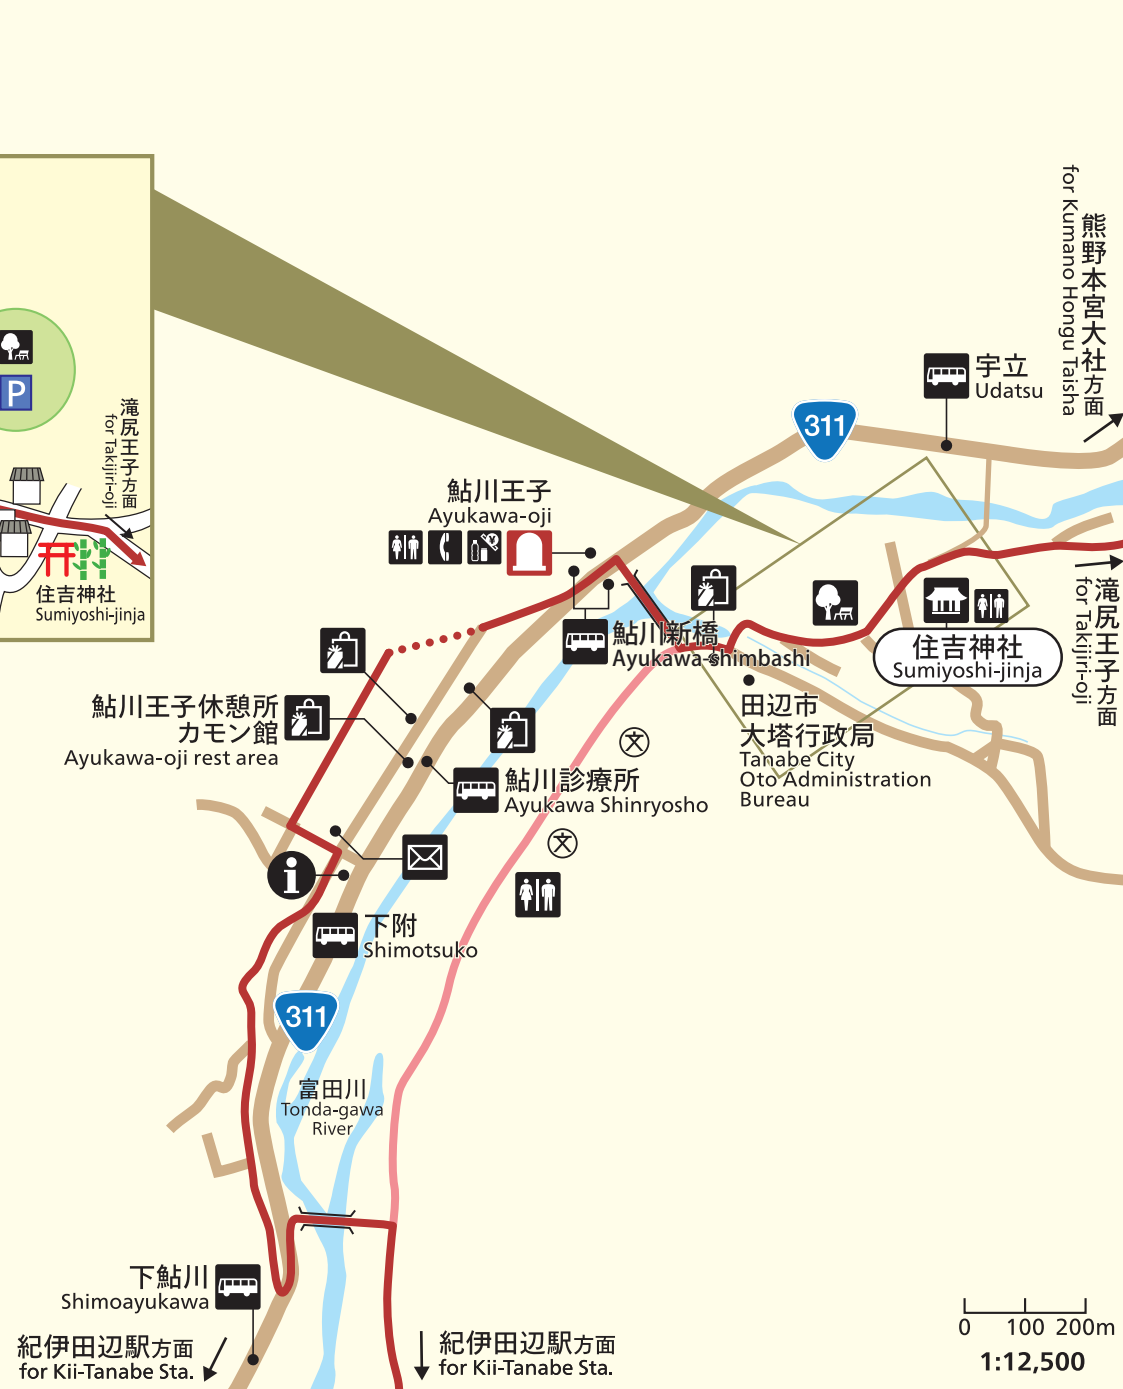 熊野本宮大社方面
for Kumano Hongu Taisha
宇立
Udatsu
311
P
滝尻王子方面
for Takijiri-oji
住吉神社
Sumiyoshi-jinja
鮎川王子
Ayukawa-oji
鮎川新橋
Ayukawa-shimbashi
住吉神社
Sumiyoshi-jinja
滝尻王子方面
for Takijiri-oji
鮎川王子休憩所
カモン館
Ayukawa-oji rest area
田辺市
大塔行政局
Tanabe City
Oto Administration
Bureau
文
鮎川診療所
Ayukawa Shinryosho
文
i
下附
Shimotsuko
311
富田川
Tonda-gawa
River
下鮎川
Shimoayukawa
紀伊田辺駅方面
for Kii-Tanabe Sta.
紀伊田辺駅方面
for Kii-Tanabe Sta.
0 100 200m
1:12,500